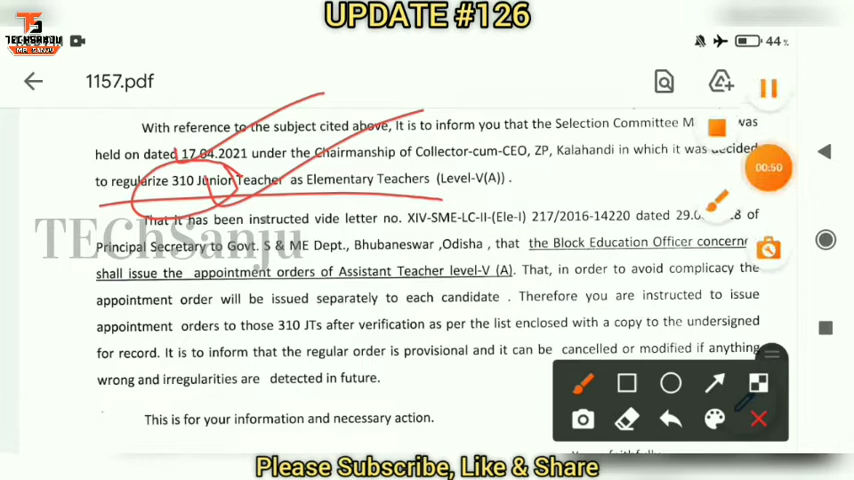 UPDATE #126
TECHSANJU
MR. SANJU
44%
1157.pdf
With reference to the subject cited above, It is to inform you that the Selection Committee M was
held on dated 17.04.2021 under the Chairmanship of Collector-cum-CEO, ZP, Kalahandi in which it was decided
to regularize 310 Junior Teacher as Elementary Teachers (Level-V(A)) .
00:50
That it has been instructed vide letter no. XIV-SME-LC-II-(Ele-I) 217/2016-14220 dated 29.0 8 of
TEChSanju
Principal Secretary to Govt. S & ME Dept., Bhubaneswar, Odisha , that the Block Education Officer concern
shall issue the appointment orders of Assistant Teacher level-V (A). That, in order to avoid complicacy the
appointment order will be issued separately to each candidate . Therefore you are instructed to issue
appointment orders to those 310 JTs after verification as per the list enclosed with a copy to the undersigned
for record. It is to inform that the regular order is provisional and it can be cancelled or modified if anything
wrong and irregularities are detected in future.
This is for your information and necessary action.
Please Subscribe, Like & Share